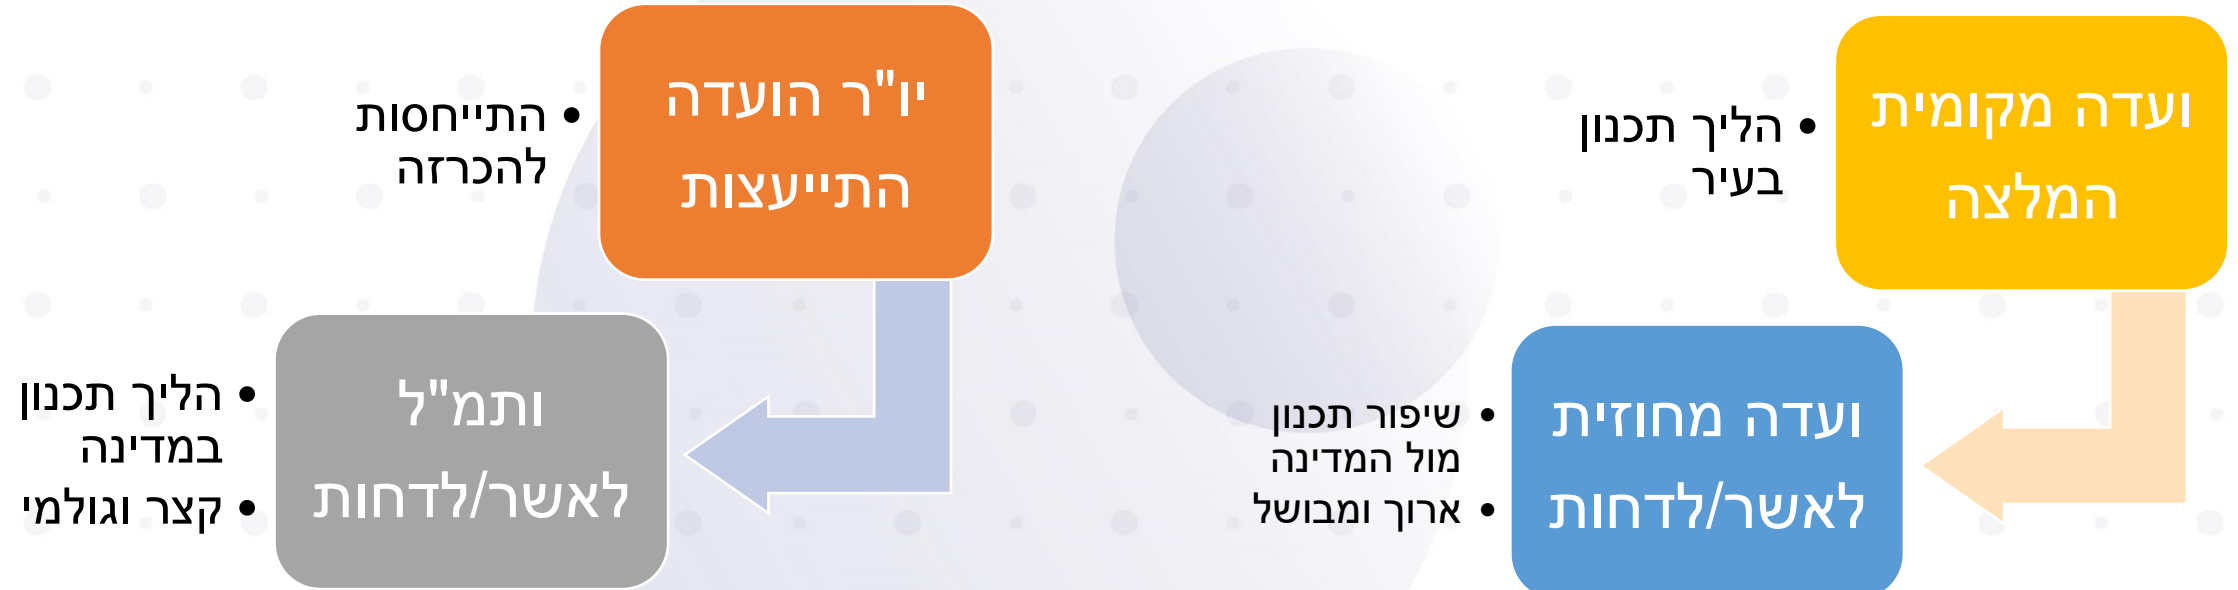 ועדה מקומית
המלצה
• הליך תכנון
בעיר
ועדה מחוזית
לאשר/לדחות
• שיפור תכנון
מול המדינה
• ארוך ומבושל
יו"ר הועדה
התייעצות
• התייחסות
להכרזה
ותמ"ל
לאשר/לדחות
• הליך תכנון
במדינה
• קצר וגולמי